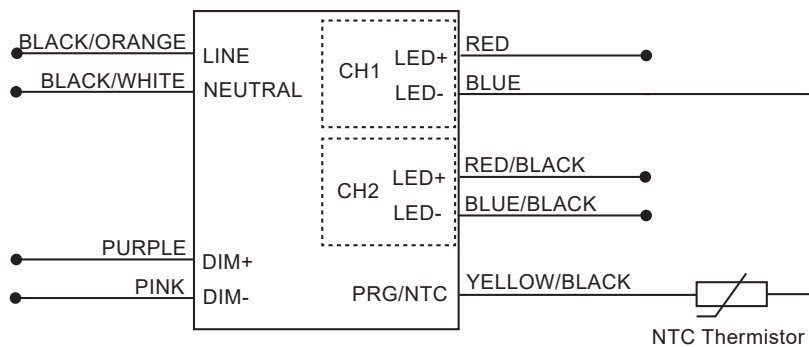 BLACK/ORANGE
LINE
BLACK/WHITE
NEUTRAL
PURPLE
DIM+
PINK
DIM-
CH1
LED+
RED
LED-
BLUE
CH2
LED+
RED/BLACK
LED-
BLUE/BLACK
PRG/NTC
YELLOW/BLACK
NTC Thermistor